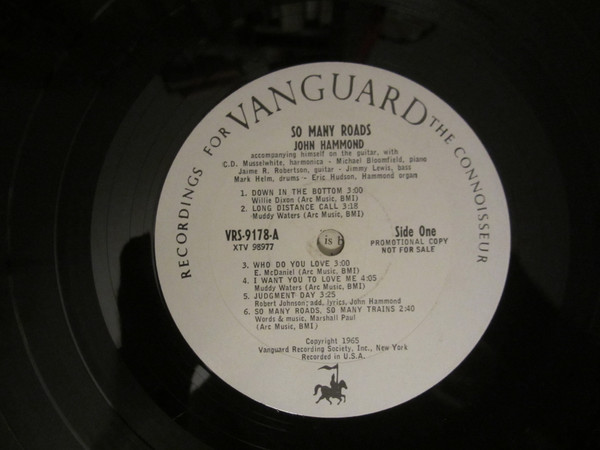 RECORDINGS FOR VANGUARD THE CONNOISSEUR
SO MANY ROADS
JOHN HAMMOND
accompanying himself on the guitar, with
C.D. Musselwhite, harmonica - Michael Bloomfield, piano
Jaime R. Robertson, guitar - Jimmy Lewis, bass
Mark Helm, drums - Eric Hudson, Hammond organ
1. DOWN IN THE BOTTOM 3:00
Willie Dixon (Arc Music, BMI)
2. LONG DISTANCE CALL 3:18
Muddy Waters (Arc Music, BMI)
VRS-9178-A
XTV 98977
is
Side One
PROMOTIONAL COPY
NOT FOR SALE
3. WHO DO YOU LOVE 3:00
E. McDaniel (Arc Music, BMI)
4. I WANT YOU TO LOVE ME 4:05
Muddy Waters (Arc Music, BMI)
5. JUDGMENT DAY 3:25
Robert Johnson; add. lyrics, John Hammond
6. SO MANY ROADS, SO MANY TRAINS 2:40
Words & music, Marshall Paul
(Arc Music, BMI)
Copyright 1965
Vanguard Recording Society, Inc., New York
Recorded in U.S.A.